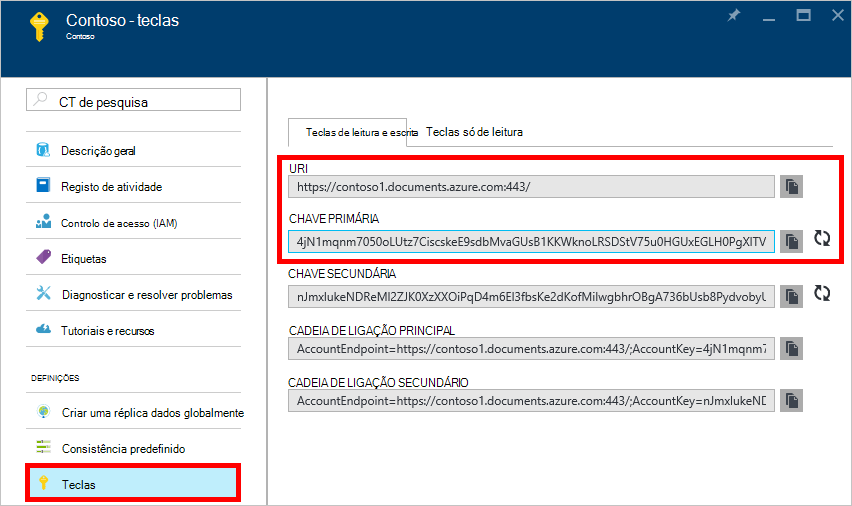 Contoso - teclas
Contoso
CT de pesquisa
Descrição geral
Registo de atividade
Controlo de acesso (IAM)
Etiquetas
Diagnosticar e resolver problemas
Tutoriais e recursos
DEFINIÇÕES
Criar uma réplica dados globalmente
Consistência predefinido
Teclas
Teclas de leitura e escrita
Teclas só de leitura
URI
https://contoso1.documents.azure.com:443/
CHAVE PRIMÁRIA
4jN1mqnm7050oLUtz7CiscskeE9sdbMvaGUsB1KKWknoLRSDStV75u0HGUxEGLH0PgXlTV
CHAVE SECUNDÁRIA
nJmxlukeNDReMl2ZJK0XzXXOiPqD4m6El3fbsKe2dKofMilwgbhrOBgA736bUsb8Pydvobyl
CADEIA DE LIGAÇÃO PRINCIPAL
AccountEndpoint=https://contoso1.documents.azure.com:443/;AccountKey=4jN1mqnm7
CADEIA DE LIGAÇÃO SECUNDÁRIO
AccountEndpoint=https://contoso1.documents.azure.com:443/;AccountKey=nJmxlukeND